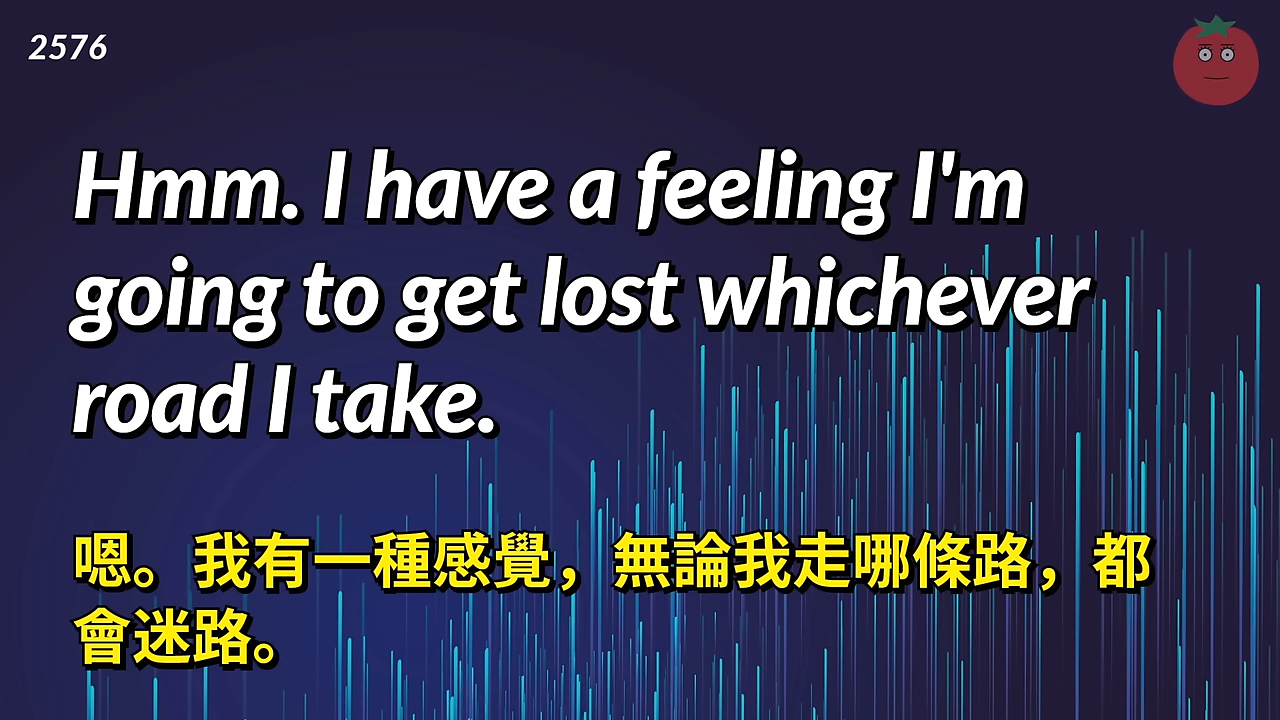 2576
Hmm. I have a feeling I'm
going to get lost whichever
road I take.
嗯。我有一種感覺，無論我走哪條路，都
會迷路。